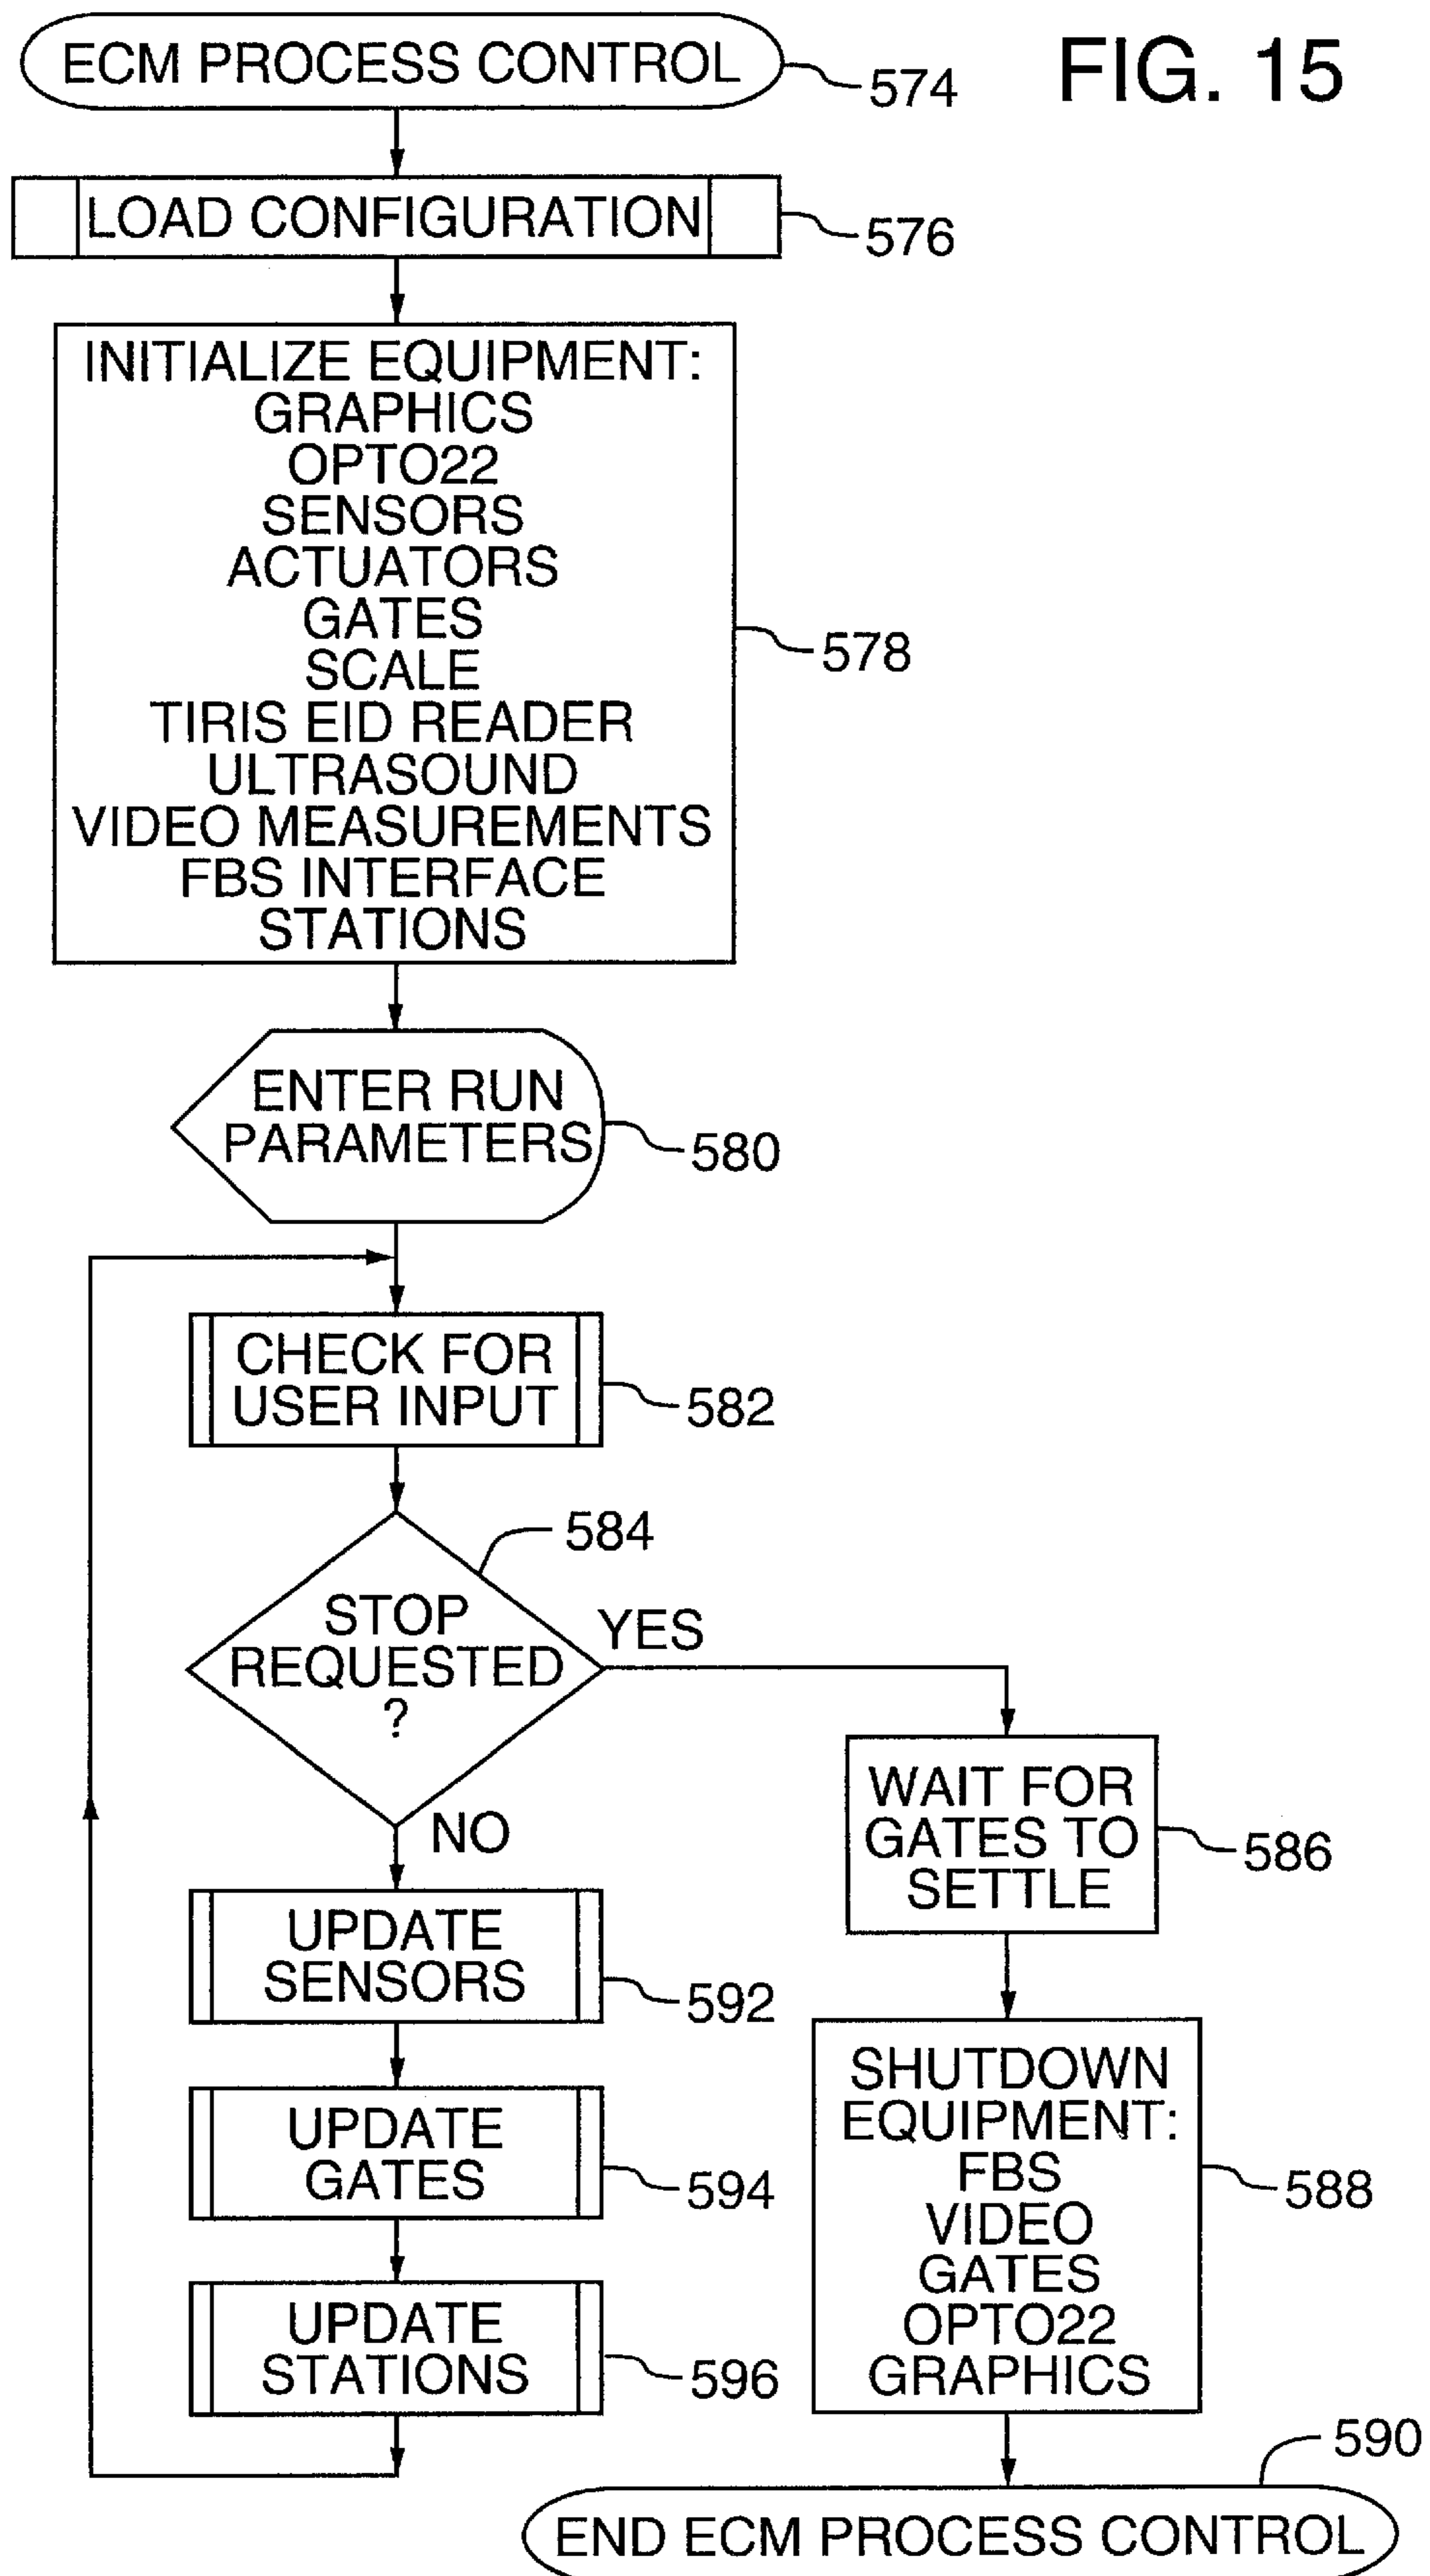 ECM PROCESS CONTROL
574
FIG. 15
LOAD CONFIGURATION
576
INITIALIZE EQUIPMENT:
GRAPHICS
OPTO22
SENSORS
ACTUATORS
GATES
SCALE
TIRIS EID READER
ULTRASOUND
VIDEO MEASUREMENTS
FBS INTERFACE
STATIONS
578
ENTER RUN
PARAMETERS
580
CHECK FOR
USER INPUT
582
584
STOP
REQUESTED
?
YES
NO
WAIT FOR
GATES TO
SETTLE
586
UPDATE
SENSORS
592
UPDATE
GATES
594
UPDATE
STATIONS
596
SHUTDOWN
EQUIPMENT:
FBS
VIDEO
GATES
OPTO22
GRAPHICS
588
590
END ECM PROCESS CONTROL